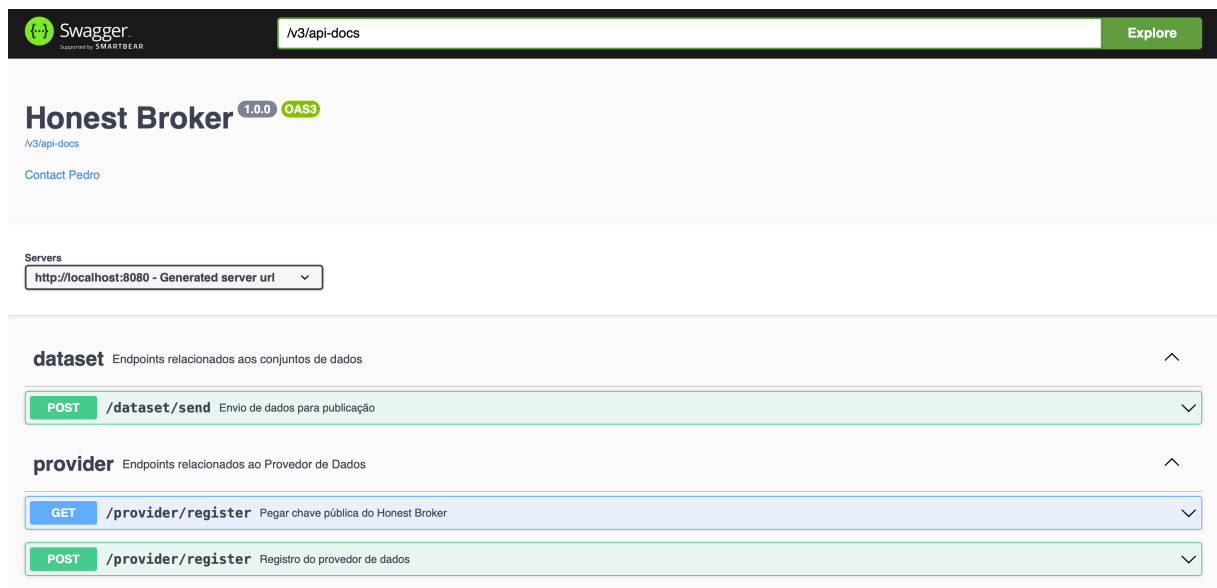 {···} Swagger.
Supported by SMARTBEAR
/v3/api-docs
Explore
Honest Broker 1.0.0 OAS3
/v3/api-docs
Contact Pedro
Servers
http://localhost:8080 - Generated server url
dataset Endpoints relacionados aos conjuntos de dados
POST /dataset/send Envio de dados para publicação
provider Endpoints relacionados ao Provedor de Dados
GET /provider/register Pegar chave pública do Honest Broker
POST /provider/register Registro do provedor de dados